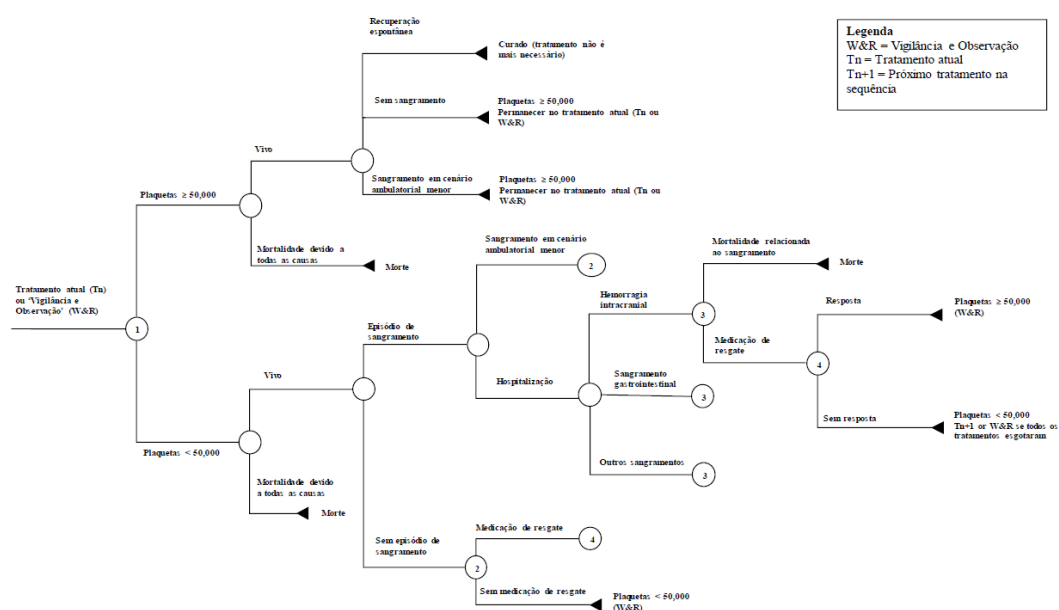 Recuperação
espontânea
Curado (tratamento não é
mais necessário)
Sem sangramento
Plaquetas ≥ 50,000
Permanecer no tratamento atual (Tn ou
W&R)
Vivo
Sangramento em cenário
ambulatorial menor
Plaquetas ≥ 50,000
Permanecer no tratamento atual (Tn ou
W&R)
Plaquetas ≥ 50,000
Mortalidade devido a
todas as causas
Morte
Legenda
W&R = Vigilância e Observação
Tn = Tratamento atual
Tn+1 = Próximo tratamento na
sequência
Tratamento atual (Tn)
ou 'Vigilância e
Observação' (W&R)
1
Sangramento em cenário
ambulatorial menor
2
Mortalidade relacionada
ao sangramento
Morte
Hemorragia
intracranial
3
Resposta
Plaquetas ≥ 50,000
(W&R)
Episódio de
sangramento
Medicação de
resgate
4
Vivo
Hospitalização
Sangramento
gastrointestinal
3
Sem resposta
Plaquetas < 50,000
Tn+1 or W&R se todos os
tratamentos esgotaram
Plaquetas < 50,000
Outros sangramentos
3
Mortalidade devido
a todas as causas
Morte
Medicação de resgate
4
Sem episódio de
sangramento
2
Sem medicação de resgate
Plaquetas < 50,000
(W&R)